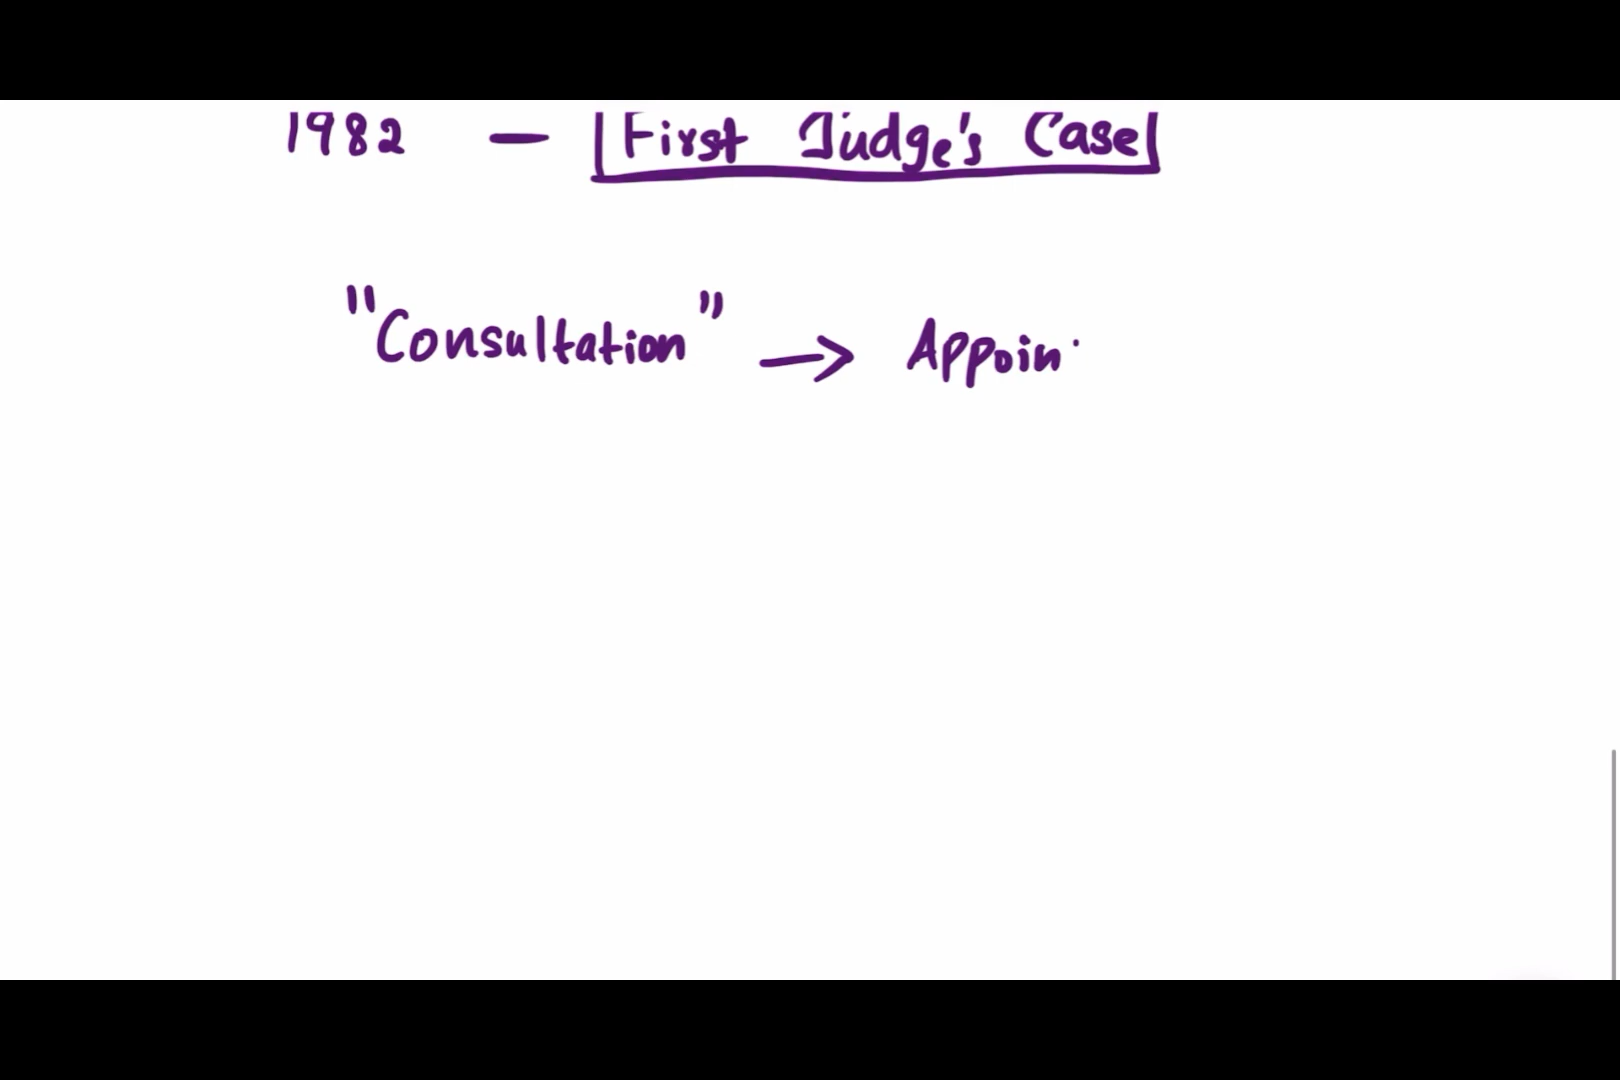 1982 — First Judge's Case
"Consultation" → Appoin